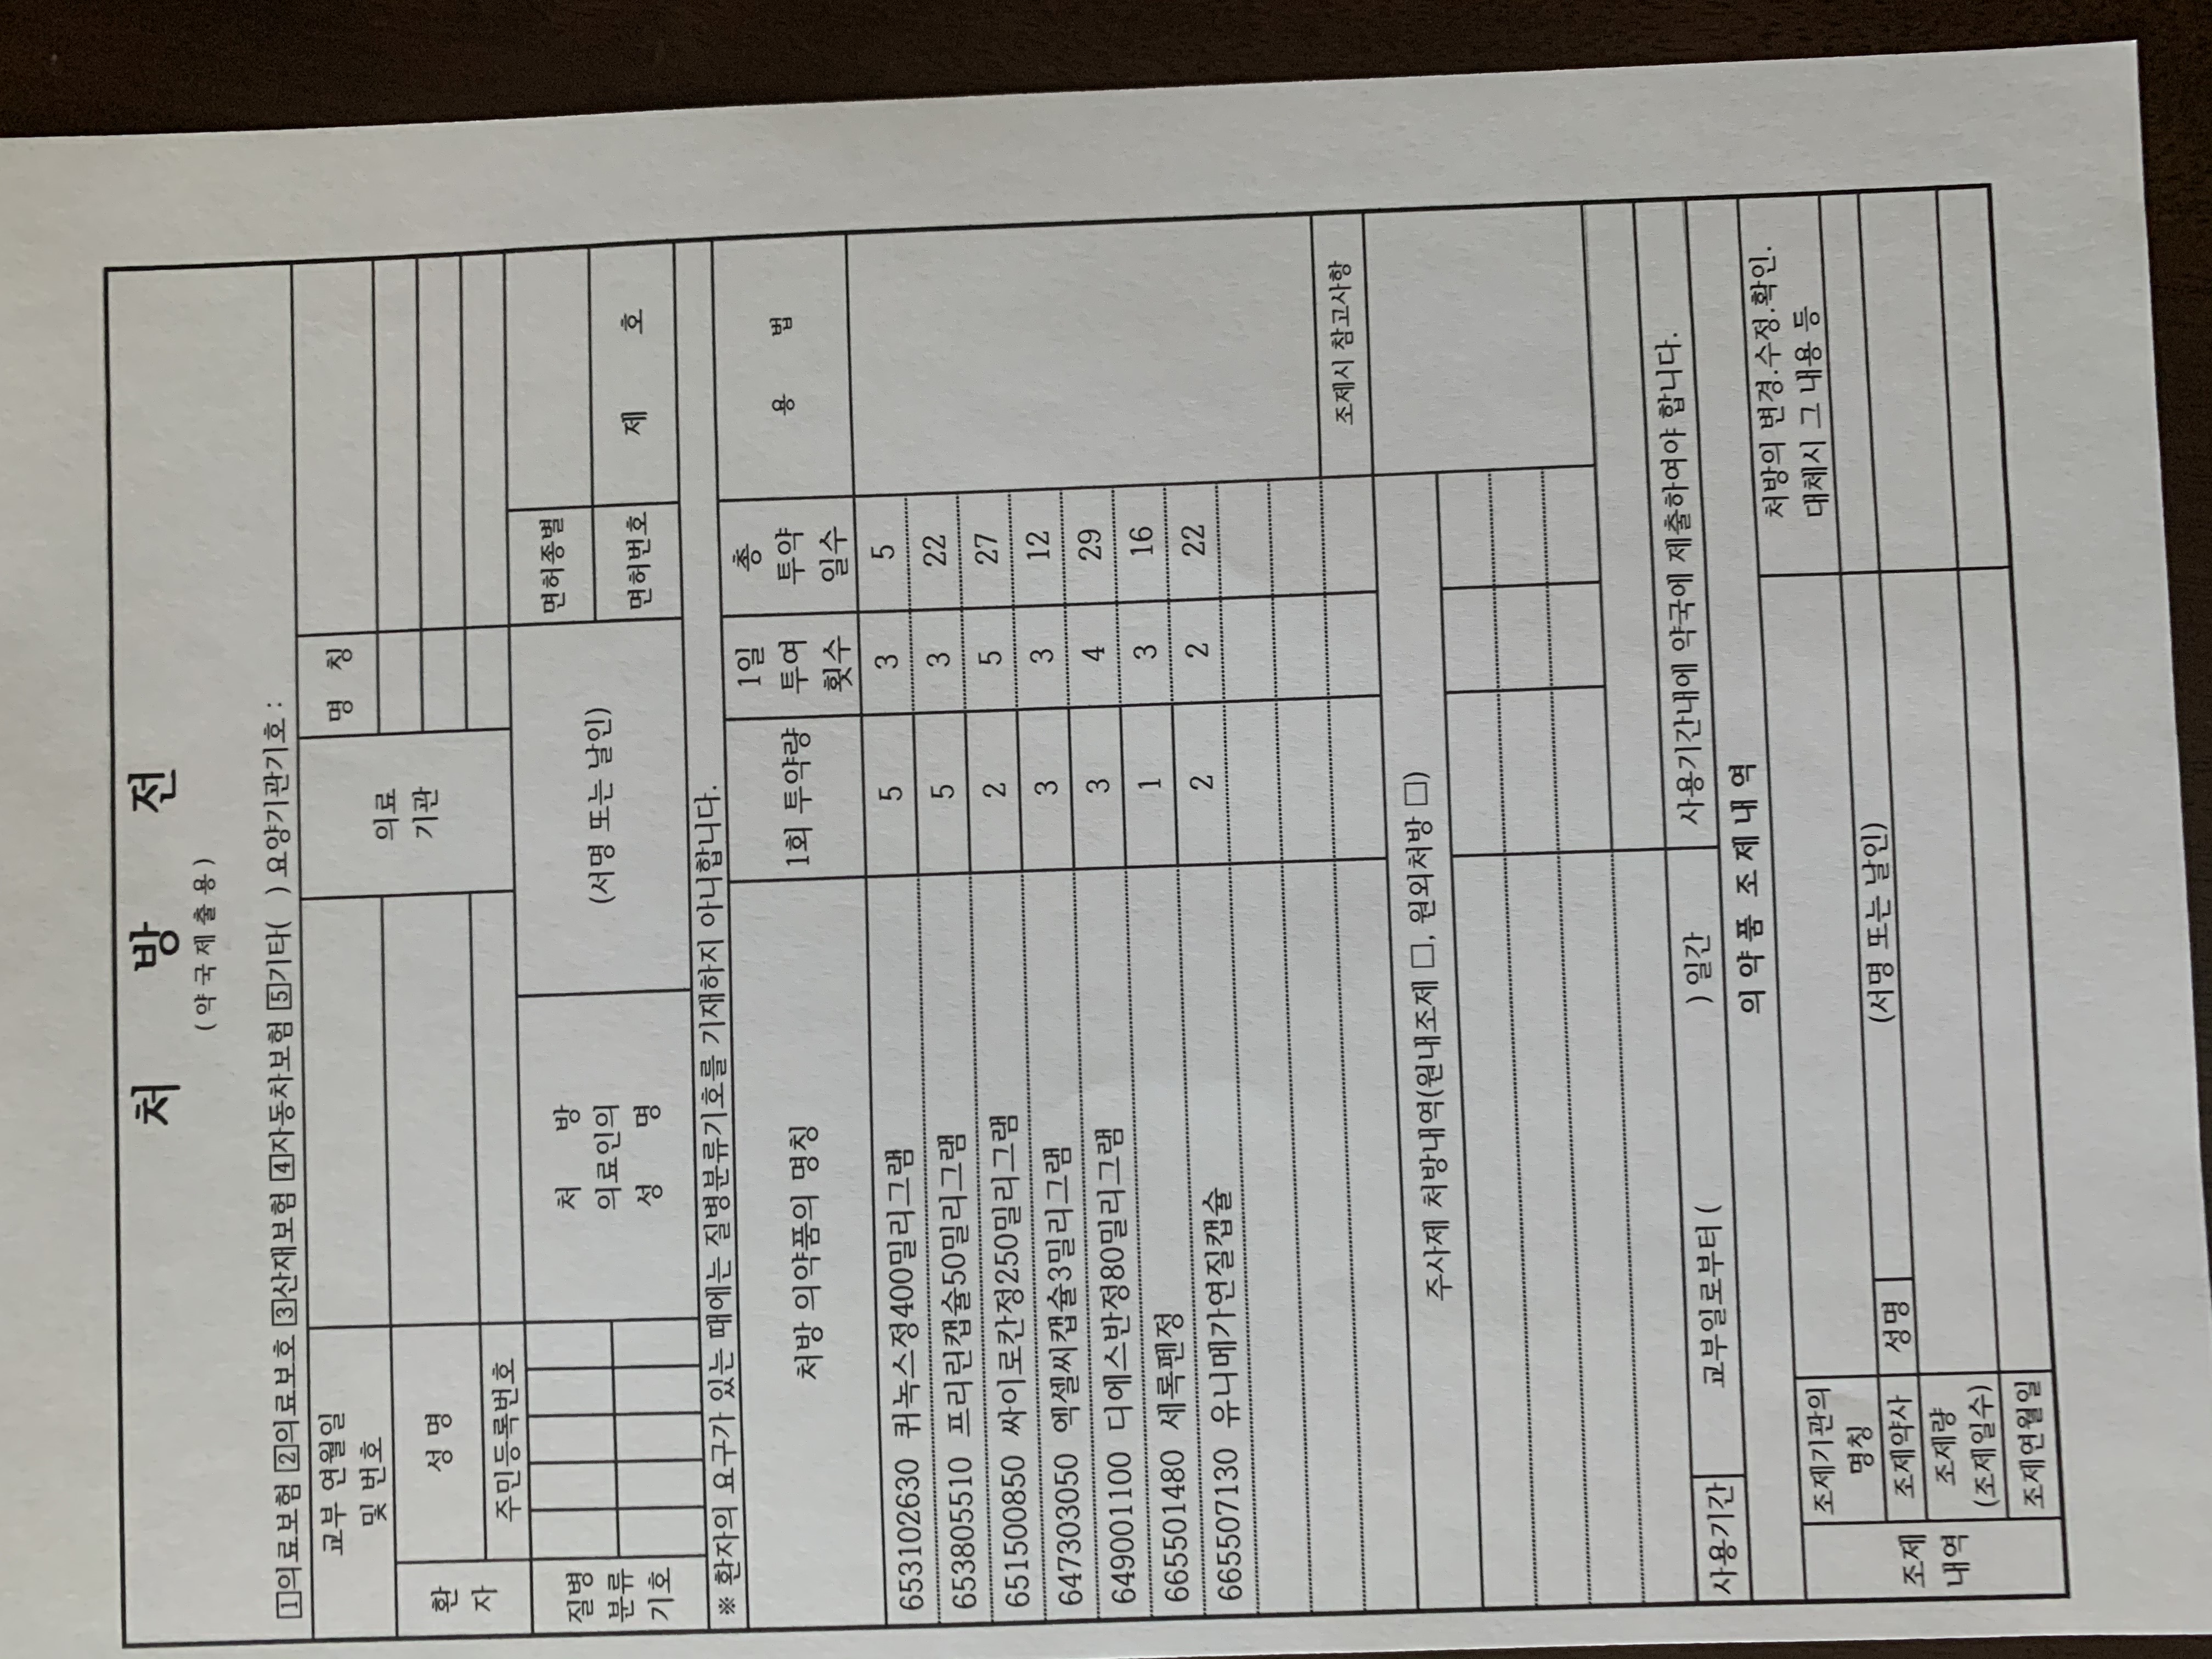 처 방 전
(약국제출용)
1의료보험 2의료보호 3산재보험 4자동차보험 5기타( ) 요양기관기호 :
교부 연월일
및 번호
의료
기관
명 칭
환
자
성 명
주민등록번호
질병
분류
기호
처 방
의료인의
성 명
(서명 또는 날인)
면허종별
면허번호
제 호
※ 환자의 요구가 있는 때에는 질병분류기호를 기재하지 아니합니다.
처방 의약품의 명칭
1회 투약량
1일
투여
횟수
총
투약
일수
용 법
653102630 퀴녹스정400밀리그램 5 3 5
653805510 프리린캡슐50밀리그램 5 3 22
651500850 싸이로칸정250밀리그램 2 5 27
647303050 엑셀씨캡슐3밀리그램 3 3 12
649001100 디에스반정80밀리그램 3 4 29
665501480 세록펜정 1 3 16
665507130 유니메가연질캡슐 2 2 22
조제시 참고사항
주사제 처방내역(원내조제 □, 원외처방 □)
사용기간 교부일로부터 ( ) 일간 사용기간내에 약국에 제출하여야 합니다.
의 약 품 조 제 내 역
조제
내역
조제기관의
명칭
처방의 변경.수정.확인.
대체시 그 내용 등
조제약사 성명 (서명 또는 날인)
조제량
(조제일수)
조제연월일